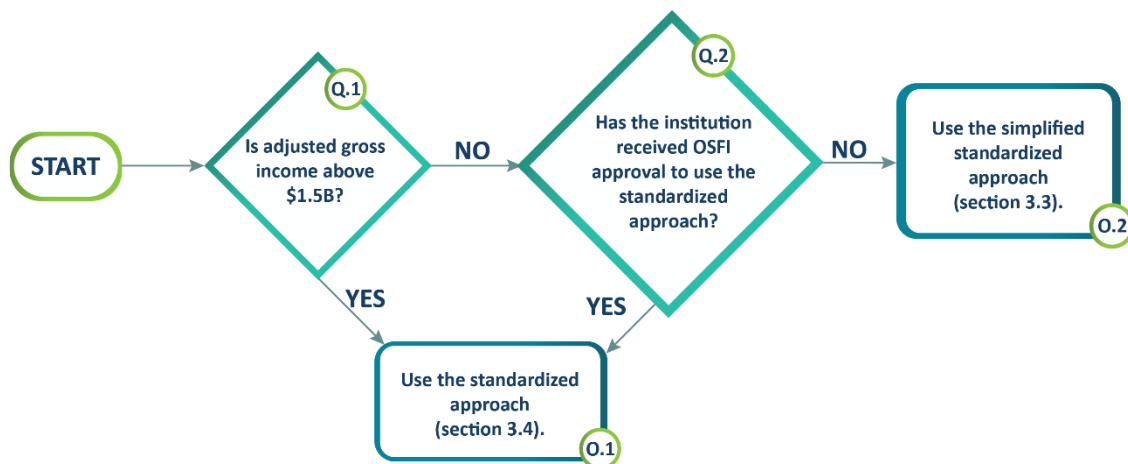 START
Q.1
Is adjusted gross
income above
$1.5B?
NO
YES
Q.2
Has the institution
received OSFI
approval to use the
standardized
approach?
NO
YES
Use the simplified
standardized
approach
(section 3.3).
O.2
Use the standardized
approach
(section 3.4).
O.1